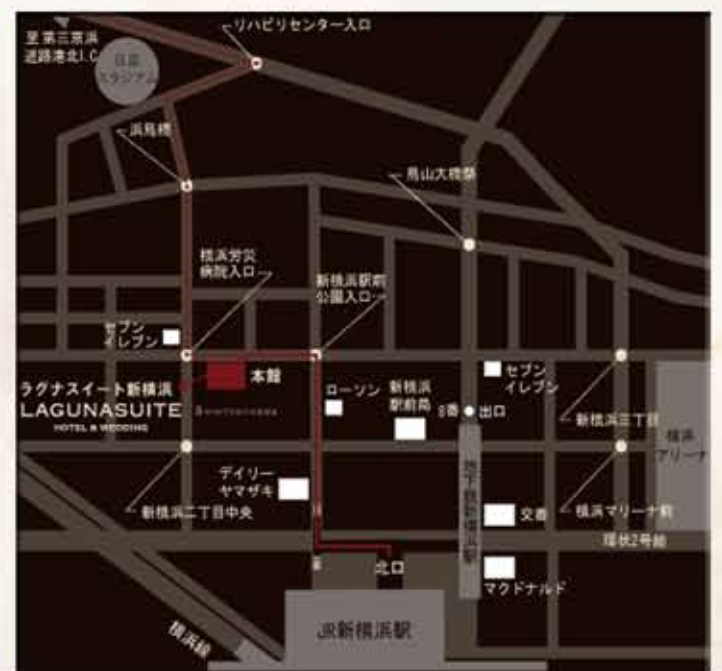 リハビリセンター入口
至 第三京浜
道路港北I.C
日産
スタジアム
浜鳥橋
鳥山大橋際
横浜労災
病院入口
新横浜駅前
公園入口
セブン
イレブン
本館
ラグナスイート新横浜
LAGUNASUITE
HOTEL & WEDDING
ローソン
新横浜
駅前局
8番
出口
セブン
イレブン
新横浜三丁目
横浜
アリーナ
デイリー
ヤマザキ
新横浜二丁目中央
地下鉄新横浜駅
交番
横浜マリーナ前
環状2号線
北口
マクドナルド
JR新横浜駅
横浜線